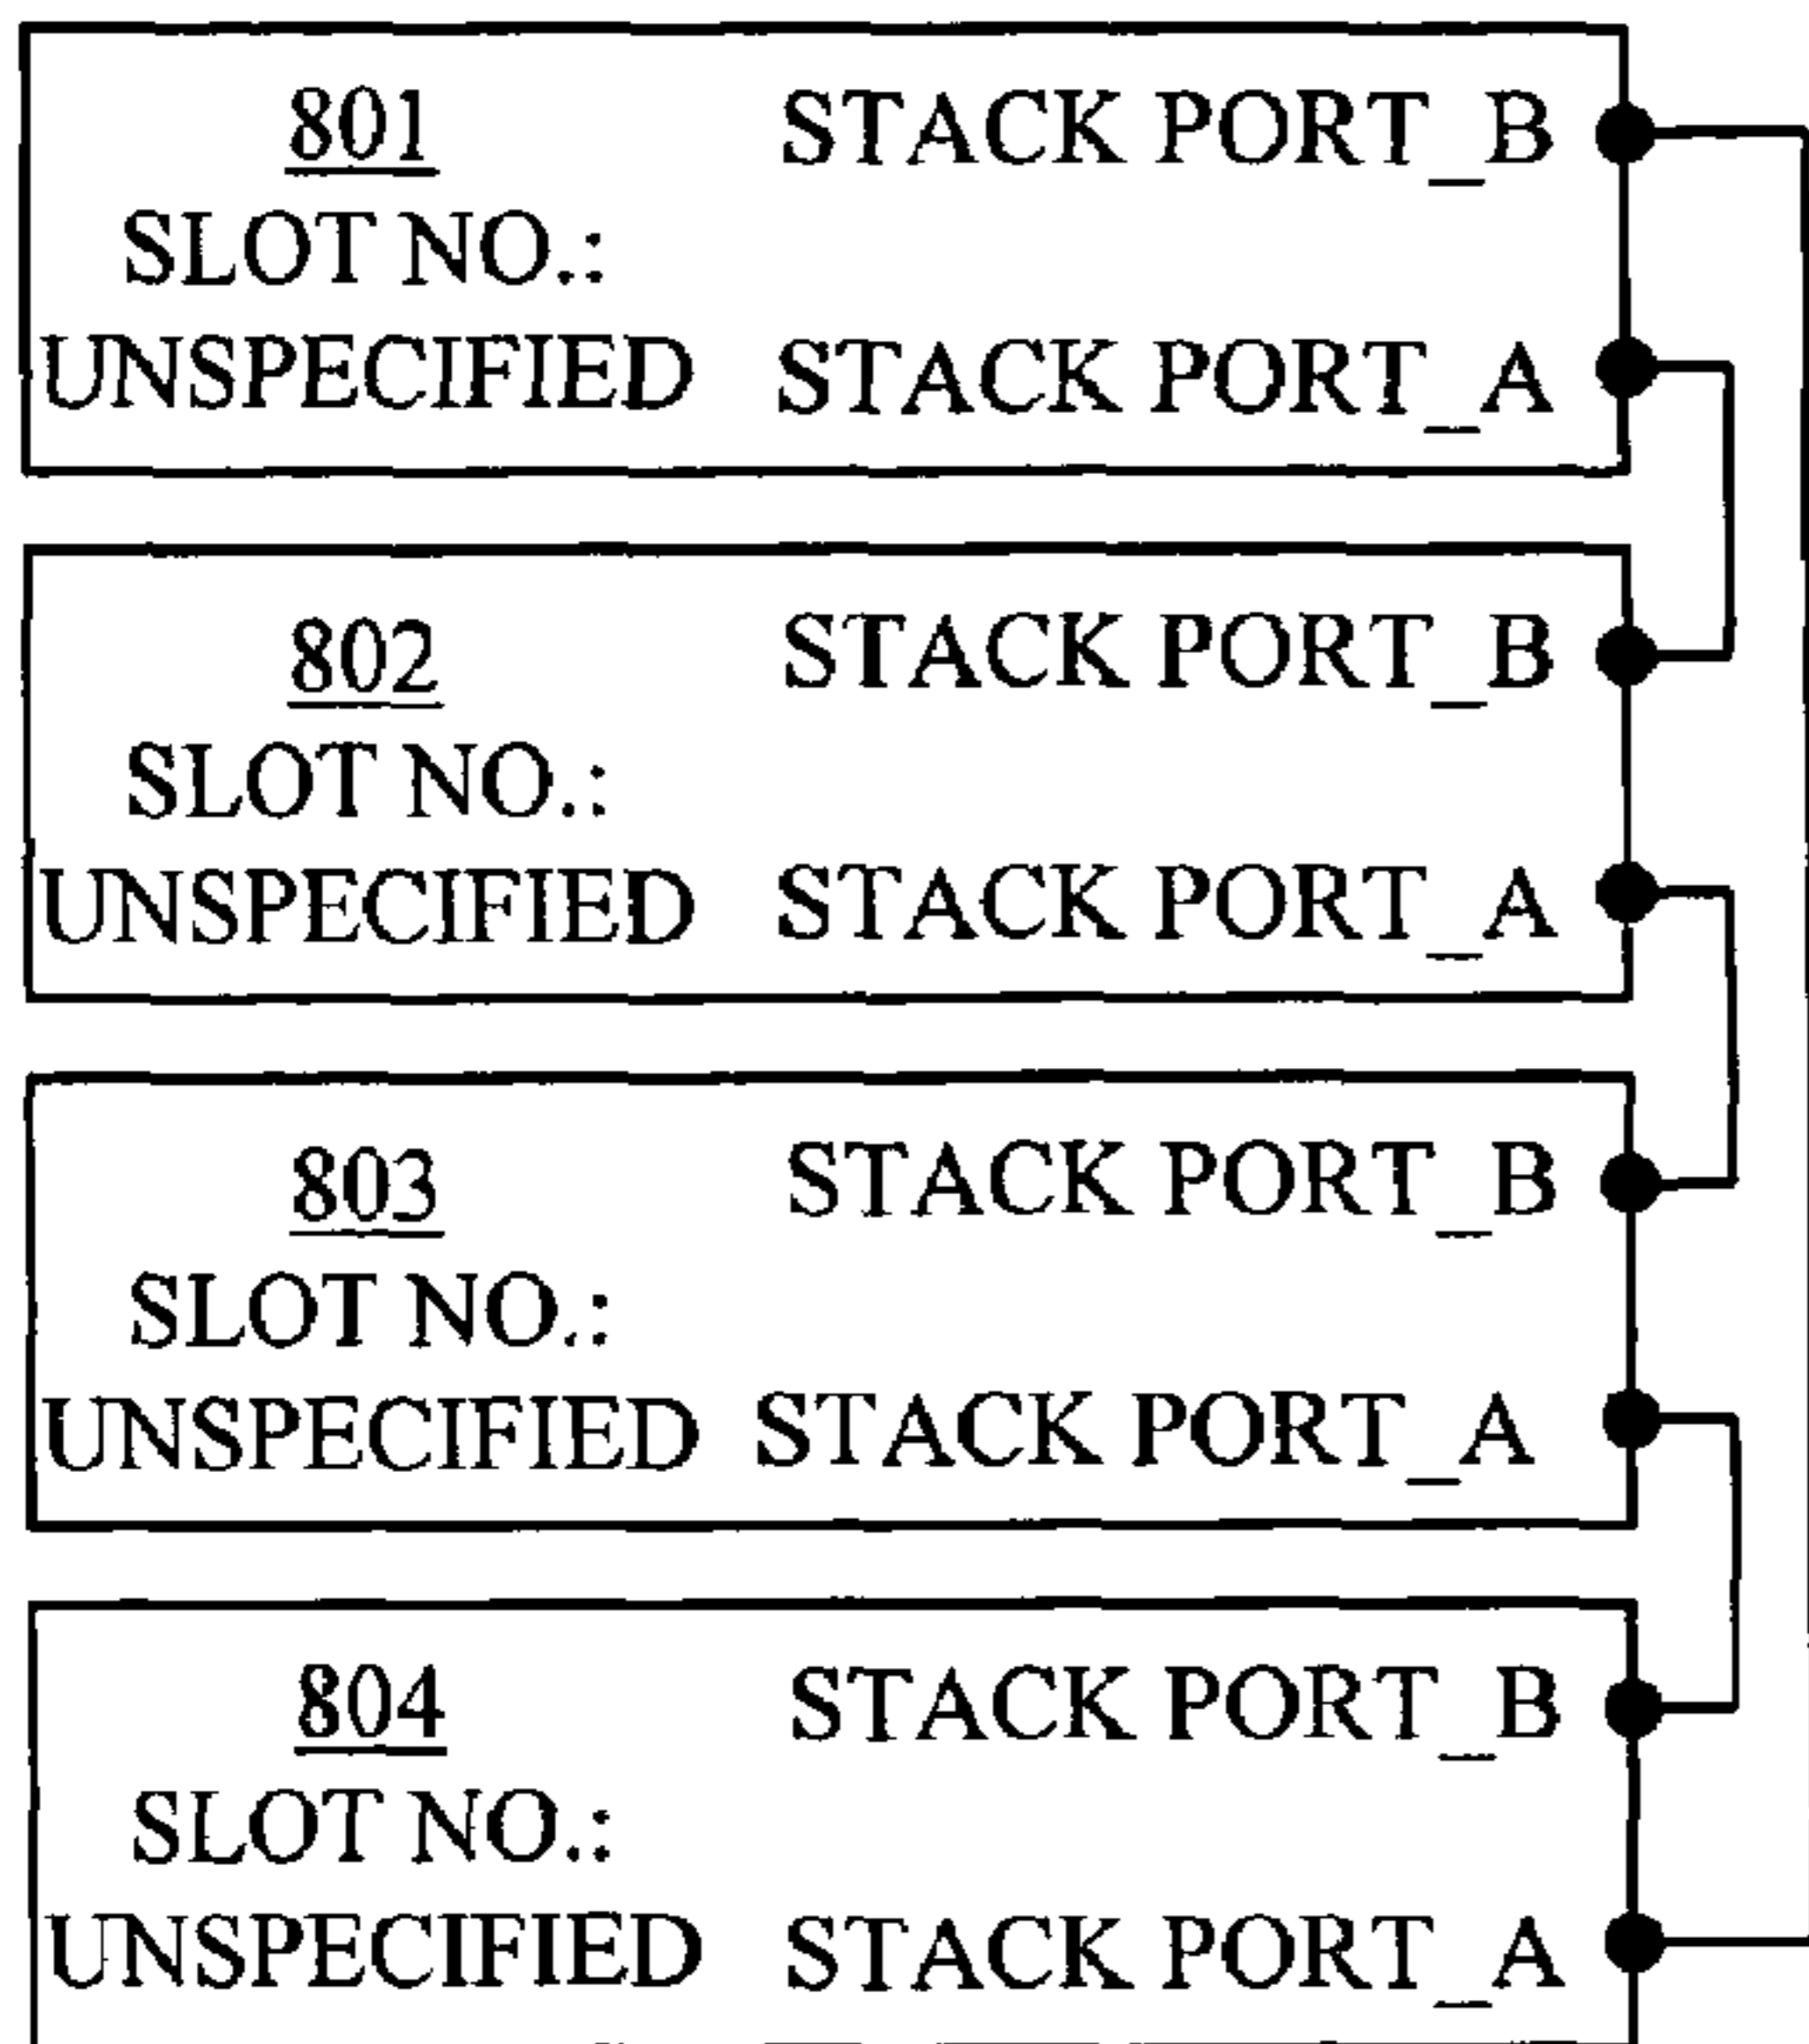 801 STACK PORT_B
SLOT NO.:
UNSPECIFIED STACK PORT_A
802 STACK PORT_B
SLOT NO.:
UNSPECIFIED STACK PORT_A
803 STACK PORT_B
SLOT NO.:
UNSPECIFIED STACK PORT_A
804 STACK PORT_B
SLOT NO.:
UNSPECIFIED STACK PORT_A